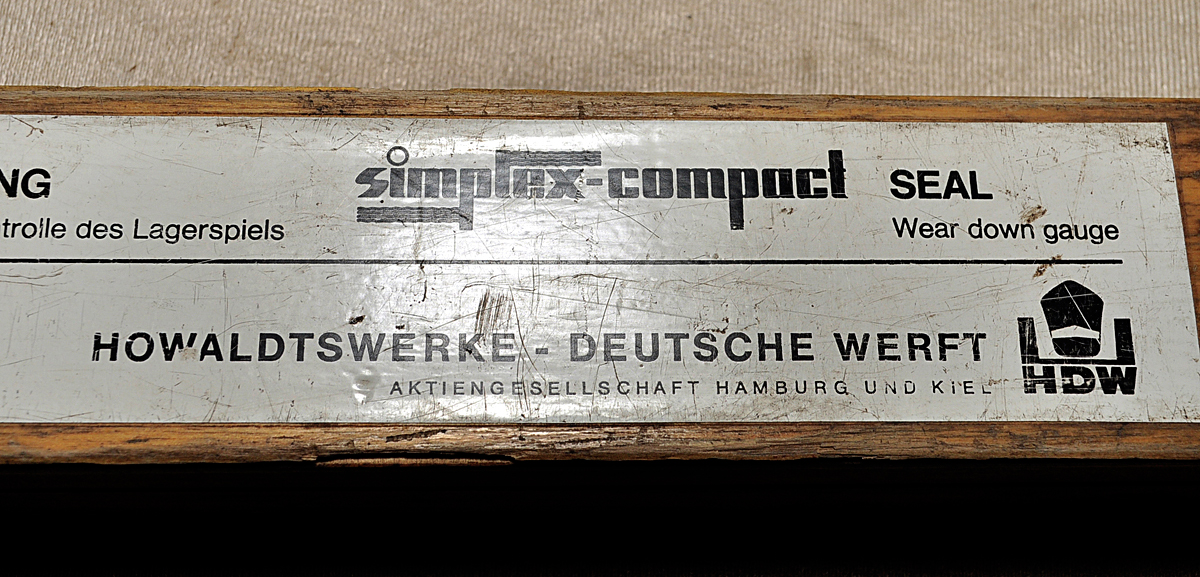 NG simplex-compact SEAL
trolle des Lagerspiels Wear down gauge
HOWALDTSWERKE - DEUTSCHE WERFT
AKTIENGESELLSCHAFT HAMBURG UND KIEL
HDW